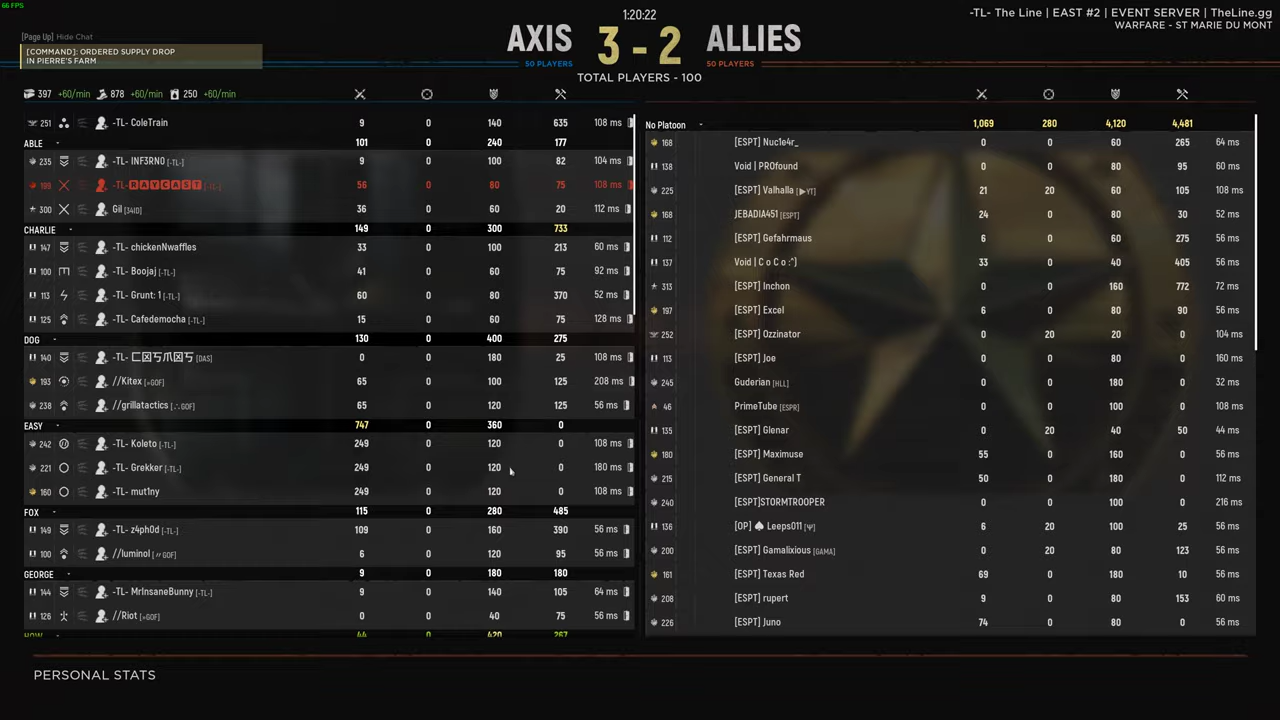 66 FPS
1:20:22
-TL- The Line | EAST #2 | EVENT SERVER | TheLine.gg
WARFARE - ST MARIE DU MONT
[Page Up] Hide Chat
[COMMAND]: ORDERED SUPPLY DROP
IN PIERRE'S FARM
AXIS 3 - 2 ALLIES
50 PLAYERS 50 PLAYERS
TOTAL PLAYERS - 100
397 +60/min 878 +60/min 250 +60/min
251 -TL- ColeTrain 9 0 140 635 108 ms
ABLE - 101 0 240 177
235 -TL- INF3RN0 [-TL-] 9 0 100 82 104 ms
199 -TL- RAYCAST [-TL-] 56 0 80 75 108 ms
300 Gil [34ID] 36 0 60 20 112 ms
CHARLIE - 149 0 300 733
147 -TL- chickenNwaffles 33 0 100 213 60 ms
100 -TL- Boojaj [-TL-] 41 0 60 75 92 ms
113 -TL- Grunt: 1 [-TL-] 60 0 80 370 52 ms
125 -TL- Cafedemocha [-TL-] 15 0 60 75 128 ms
DOG - 130 0 400 275
140 -TL- [DAS] 0 0 180 25 108 ms
193 //Kitex [»GOF] 65 0 100 125 208 ms
238 //grillatactics [∴GOF] 65 0 120 125 56 ms
EASY - 747 0 360 0
242 -TL- Koleto [-TL-] 249 0 120 0 108 ms
221 -TL- Grekker [-TL-] 249 0 120 0 180 ms
160 -TL- mut1ny 249 0 120 0 108 ms
FOX - 115 0 280 485
149 -TL- z4ph0d [-TL-] 109 0 160 390 56 ms
100 //luminol [〃GOF] 6 0 120 95 56 ms
GEORGE - 9 0 180 180
144 -TL- MrInsaneBunny [-TL-] 9 0 140 105 64 ms
126 //Riot [»GOF] 0 0 40 75 56 ms
HOW - 44 0 420 267
No Platoon - 1,069 280 4,120 4,481
168 [ESPT] Nuc1e4r_ 0 0 60 265 64 ms
138 Void | PR0found 0 0 80 95 60 ms
225 [ESPT] Valhalla [▶YT] 21 20 60 105 108 ms
168 JEBADIA451 [ESPT] 24 0 80 30 52 ms
112 [ESPT] Gefahrmaus 6 0 60 275 56 ms
137 Void | C o C o :^) 33 0 40 405 56 ms
313 [ESPT] Inchon 0 0 160 772 72 ms
197 [ESPT] Excel 6 0 80 90 56 ms
252 [ESPT] Ozzinator 0 20 20 0 104 ms
113 [ESPT] Joe 0 0 80 0 160 ms
245 Guderian [HLL] 0 0 180 0 32 ms
46 PrimeTube [ESPR] 0 0 100 0 108 ms
135 [ESPT] Glenar 0 20 40 50 44 ms
180 [ESPT] Maximuse 55 0 160 0 56 ms
215 [ESPT] General T 50 0 180 0 112 ms
240 [ESPT]STORMTROOPER 0 0 100 0 216 ms
136 [OP] ♠ Leeps011 [Ψ] 6 20 100 25 56 ms
200 [ESPT] Gamalixious [GAMA] 0 20 80 123 56 ms
161 [ESPT] Texas Red 69 0 180 10 56 ms
208 [ESPT] rupert 9 0 80 153 60 ms
226 [ESPT] Juno 74 0 80 0 56 ms
PERSONAL STATS